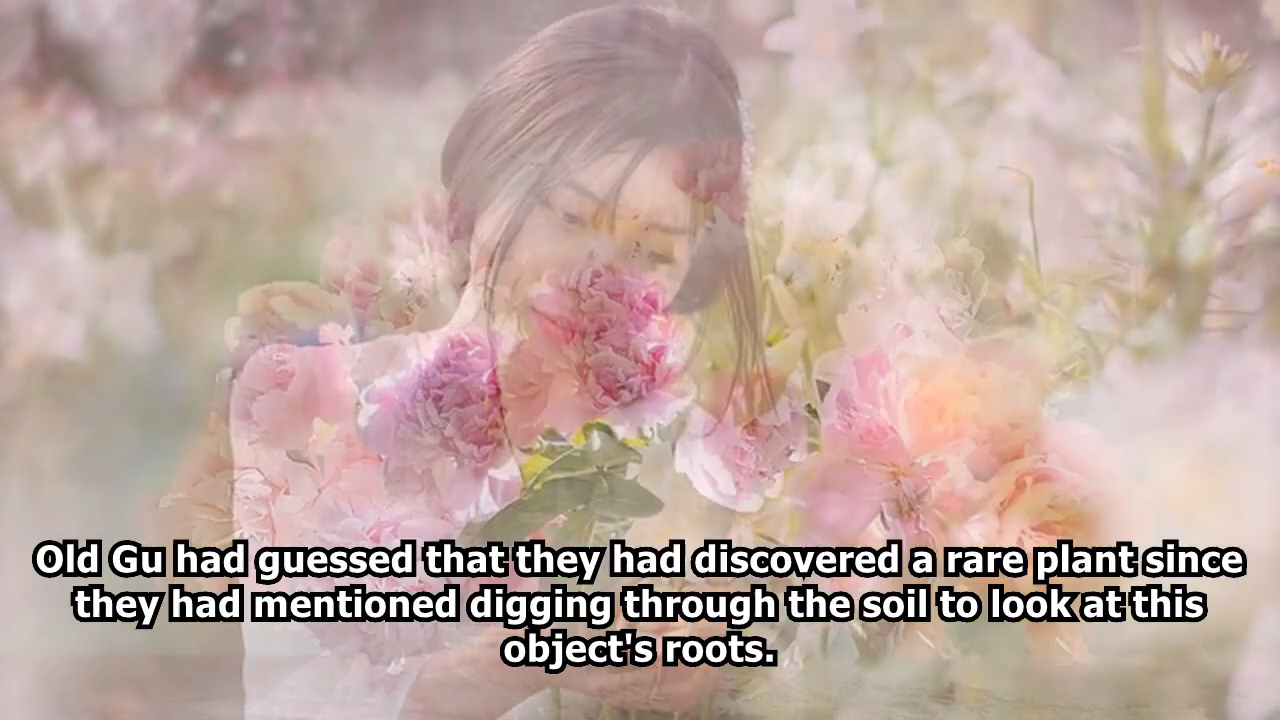 Old Gu had guessed that they had discovered a rare plant since
they had mentioned digging through the soil to look at this
object's roots.